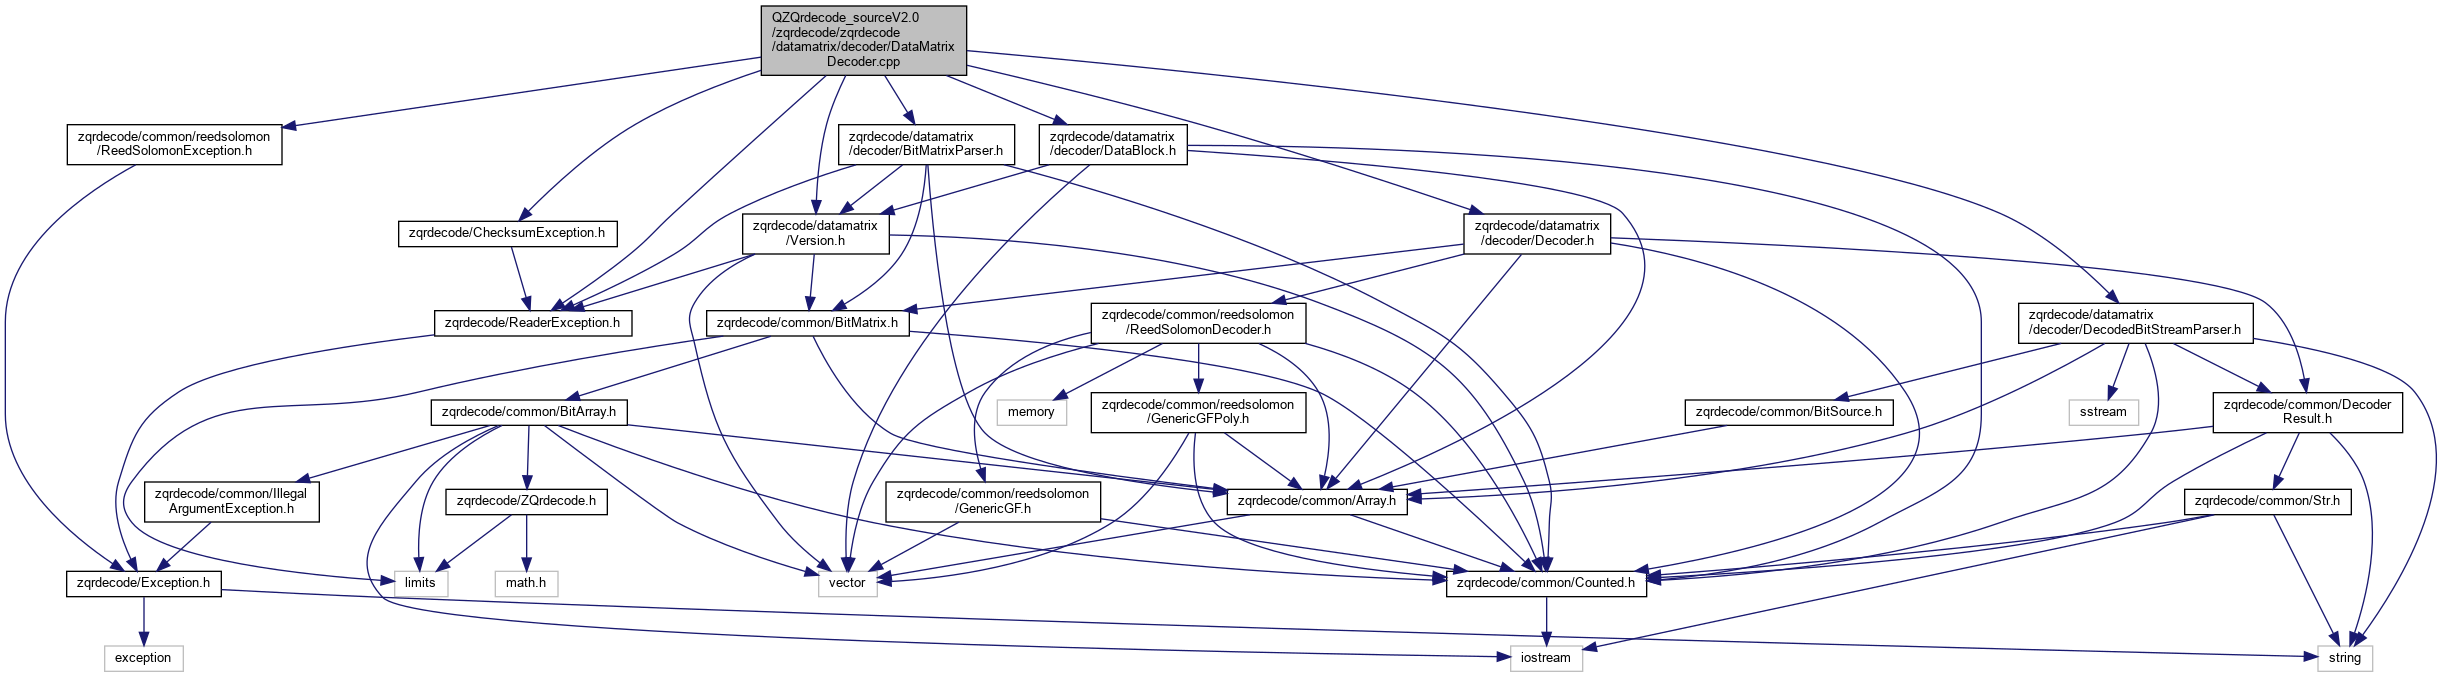 QZQrdecode_sourceV2.0
/zqrdecode/zqrdecode
/datamatrix/decoder/DataMatrix
Decoder.cpp
zqrdecode/common/reedsolomon
/ReedSolomonException.h
zqrdecode/datamatrix
/decoder/BitMatrixParser.h
zqrdecode/datamatrix
/decoder/DataBlock.h
zqrdecode/ChecksumException.h
zqrdecode/datamatrix
/Version.h
zqrdecode/datamatrix
/decoder/Decoder.h
zqrdecode/ReaderException.h
zqrdecode/common/BitMatrix.h
zqrdecode/common/reedsolomon
/ReedSolomonDecoder.h
zqrdecode/datamatrix
/decoder/DecodedBitStreamParser.h
zqrdecode/common/BitArray.h
memory
zqrdecode/common/reedsolomon
/GenericGFPoly.h
zqrdecode/common/BitSource.h
sstream
zqrdecode/common/Decoder
Result.h
zqrdecode/common/Illegal
ArgumentException.h
zqrdecode/ZQrdecode.h
zqrdecode/common/reedsolomon
/GenericGF.h
zqrdecode/common/Array.h
zqrdecode/common/Str.h
zqrdecode/Exception.h
limits
math.h
vector
zqrdecode/common/Counted.h
exception
iostream
string